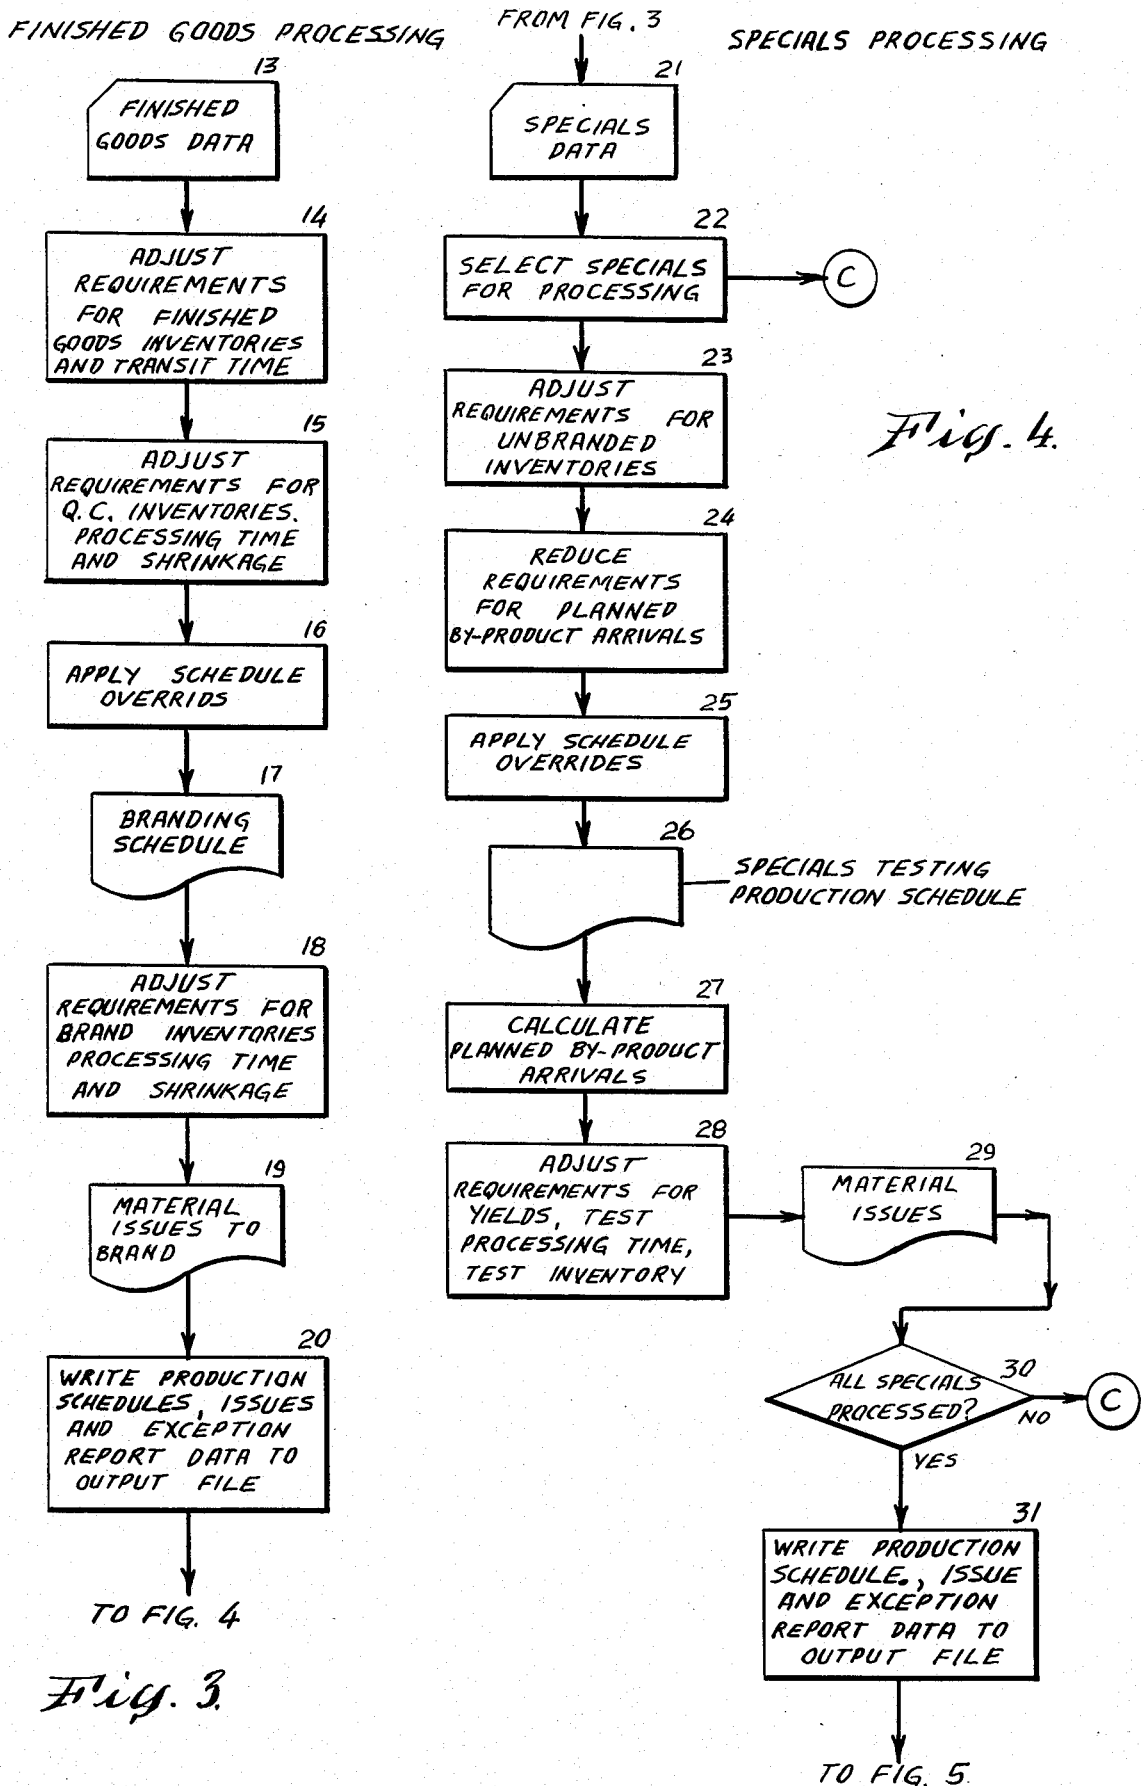 FINISHED GOODS PROCESSING
13
FINISHED
GOODS DATA
14
ADJUST
REQUIREMENTS
FOR FINISHED
GOODS INVENTORIES
AND TRANSIT TIME
15
ADJUST
REQUIREMENTS FOR
Q.C. INVENTORIES.
PROCESSING TIME
AND SHRINKAGE
16
APPLY SCHEDULE
OVERRIDS
17
BRANDING
SCHEDULE
18
ADJUST
REQUIREMENTS FOR
BRAND INVENTORIES
PROCESSING TIME
AND SHRINKAGE
19
MATERIAL
ISSUES TO
BRAND
20
WRITE PRODUCTION
SCHEDULES, ISSUES
AND EXCEPTION
REPORT DATA TO
OUTPUT FILE
TO FIG. 4
Fig. 3.
FROM FIG. 3
SPECIALS PROCESSING
21
SPECIALS
DATA
22
SELECT SPECIALS
FOR PROCESSING
C
23
ADJUST
REQUIREMENTS FOR
UNBRANDED
INVENTORIES
Fig. 4.
24
REDUCE
REQUIREMENTS
FOR PLANNED
BY-PRODUCT ARRIVALS
25
APPLY SCHEDULE
OVERRIDES
26
SPECIALS TESTING
PRODUCTION SCHEDULE
27
CALCULATE
PLANNED BY-PRODUCT
ARRIVALS
28
ADJUST
REQUIREMENTS FOR
YIELDS, TEST
PROCESSING TIME,
TEST INVENTORY
29
MATERIAL
ISSUES
30
ALL SPECIALS
PROCESSED?
NO
C
YES
31
WRITE PRODUCTION
SCHEDULE., ISSUE
AND EXCEPTION
REPORT DATA TO
OUTPUT FILE
TO FIG. 5